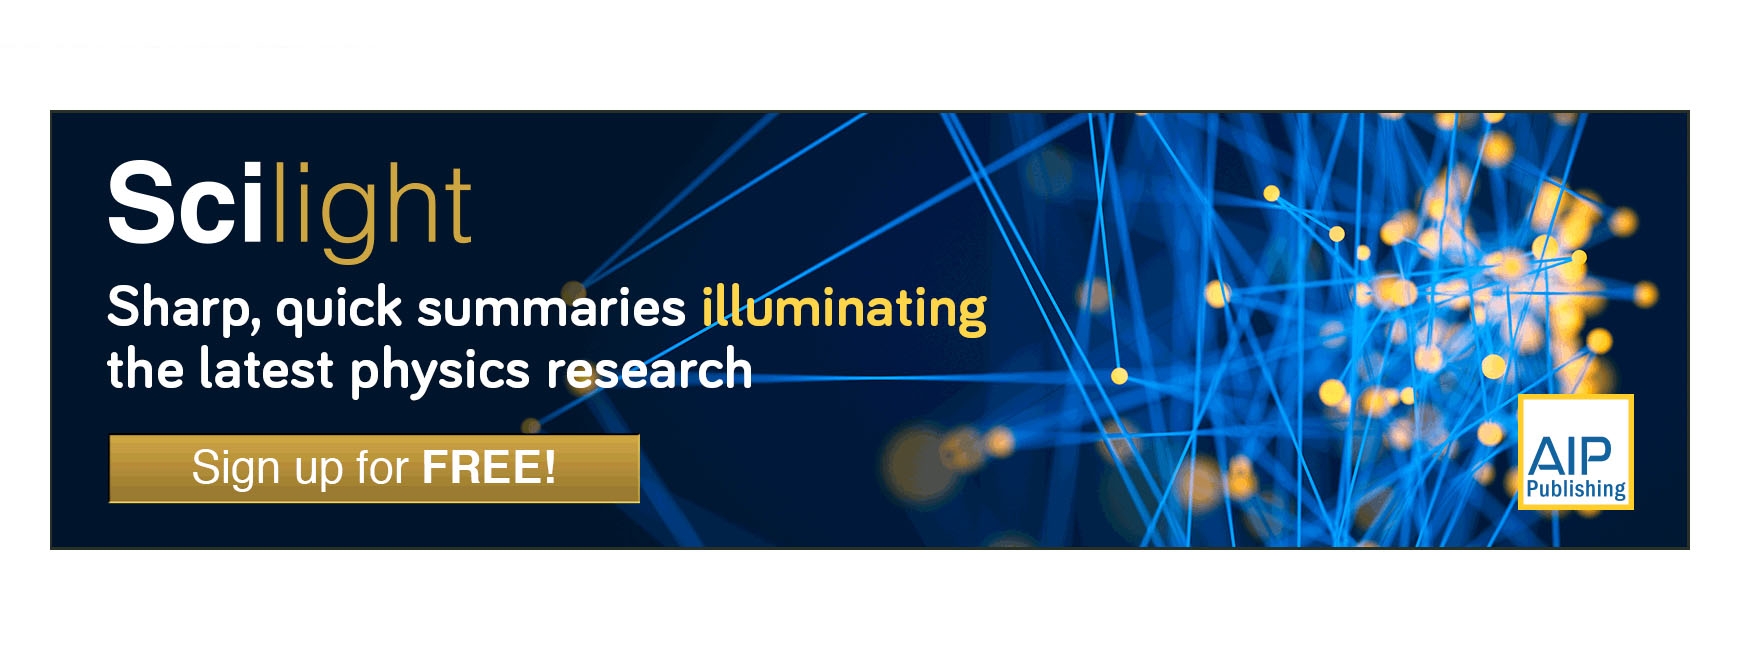 Scilight
Sharp, quick summaries illuminating
the latest physics research
Sign up for FREE!
AIP
Publishing